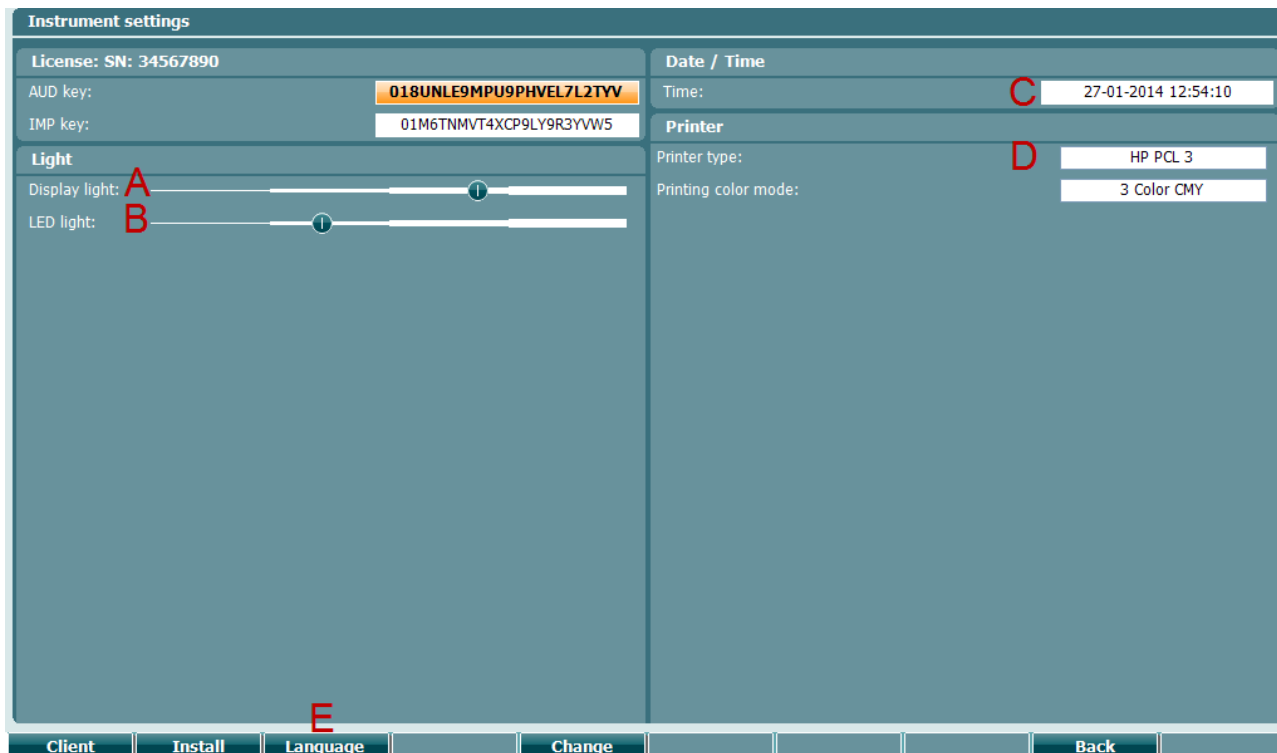 Instrument settings
License: SN: 34567890
AUD key: 018UNLE9MPU9PHVEL7L2TYV
IMP key: 01M6TNMVT4XCP9LY9R3YVW5
Light
Display light: A
LED light: B
Date / Time
Time: C 27-01-2014 12:54:10
Printer
Printer type: D HP PCL 3
Printing color mode: 3 Color CMY
E
Client Install Language Change Back